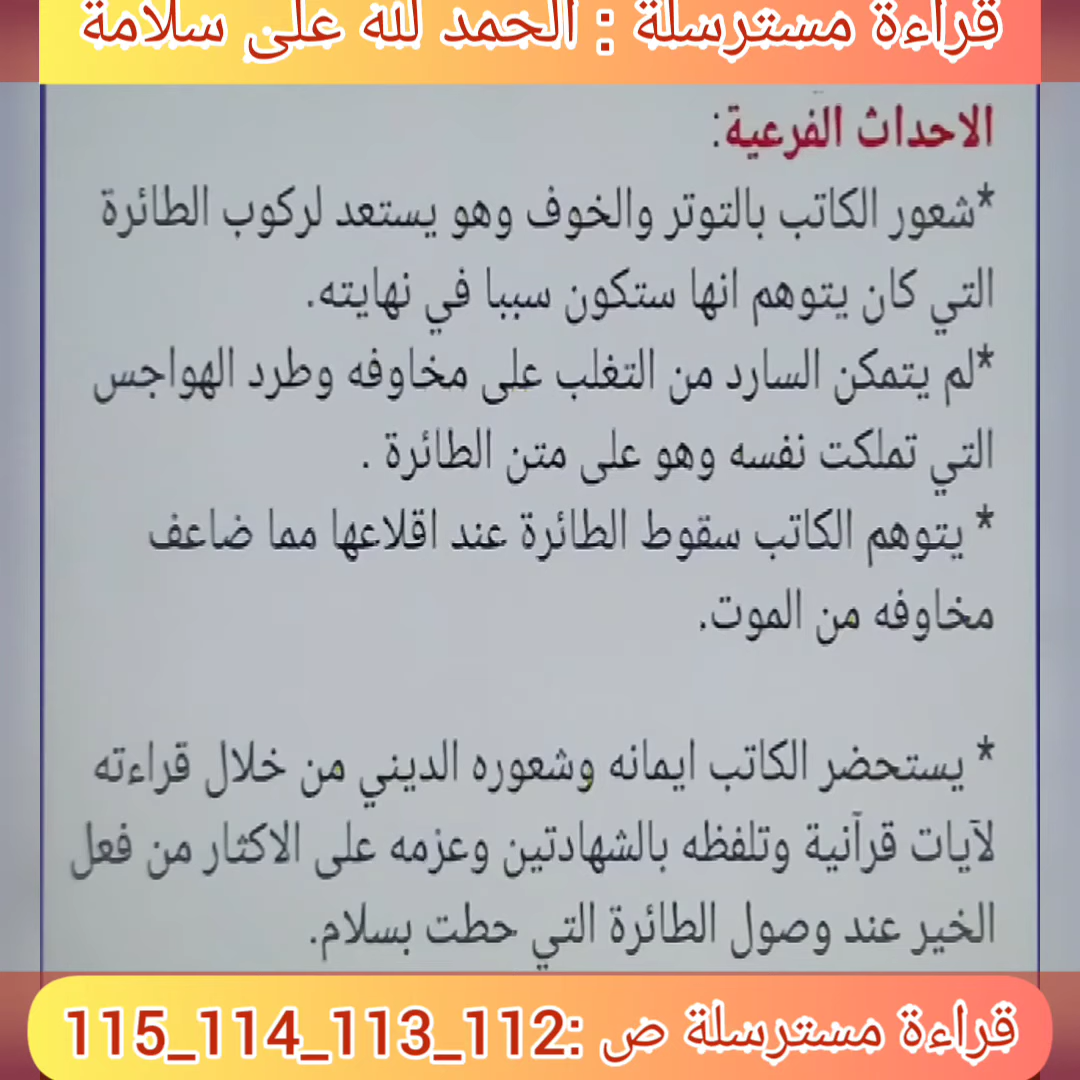 قراءة مسترسلة : الحمد لله على سلامة
الاحداث الفرعية:
*شعور الكاتب بالتوتر والخوف وهو يستعد لركوب الطائرة
التي كان يتوهم انها ستكون سببا في نهايته.
*لم يتمكن السارد من التغلب على مخاوفه وطرد الهواجس
التي تملكت نفسه وهو على متن الطائرة .
* يتوهم الكاتب سقوط الطائرة عند اقلاعها مما ضاعف
مخاوفه من الموت.
* يستحضر الكاتب ايمانه وشعوره الديني من خلال قراءته
لآيات قرآنية وتلفظه بالشهادتين وعزمه على الاكثار من فعل
الخير عند وصول الطائرة التي حطت بسلام.
قراءة مسترسلة ص :112_113_114_115